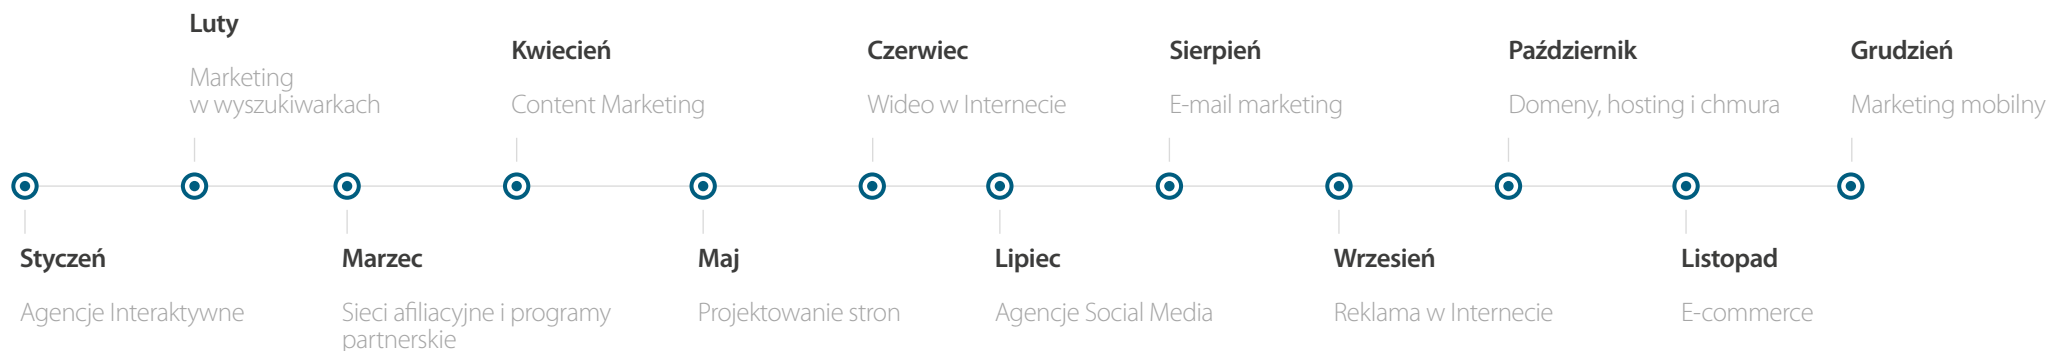 Luty
Marketing
w wyszukiwarkach
Kwiecień
Content Marketing
Czerwiec
Wideo w Internecie
Sierpień
E-mail marketing
Październik
Domeny, hosting i chmura
Grudzień
Marketing mobilny
Styczeń
Agencje Interaktywne
Marzec
Sieci afiliacyjne i programy
partnerskie
Maj
Projektowanie stron
Lipiec
Agencje Social Media
Wrzesień
Reklama w Internecie
Listopad
E-commerce